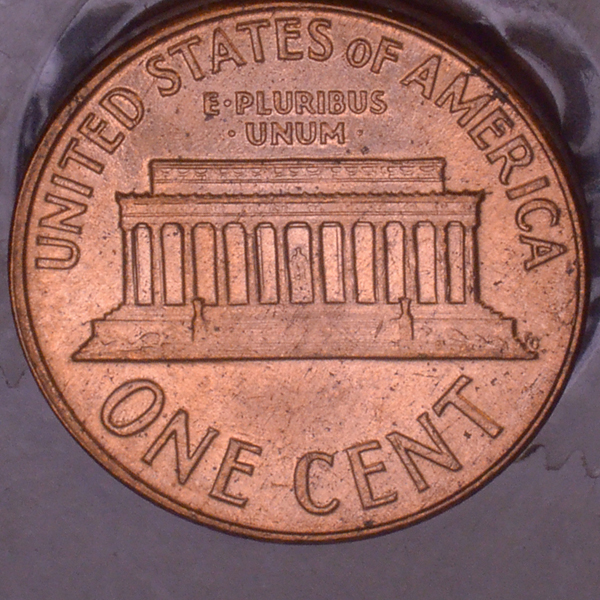 UNITED STATES OF AMERICA
E·PLURIBUS
·UNUM·
ONE CENT